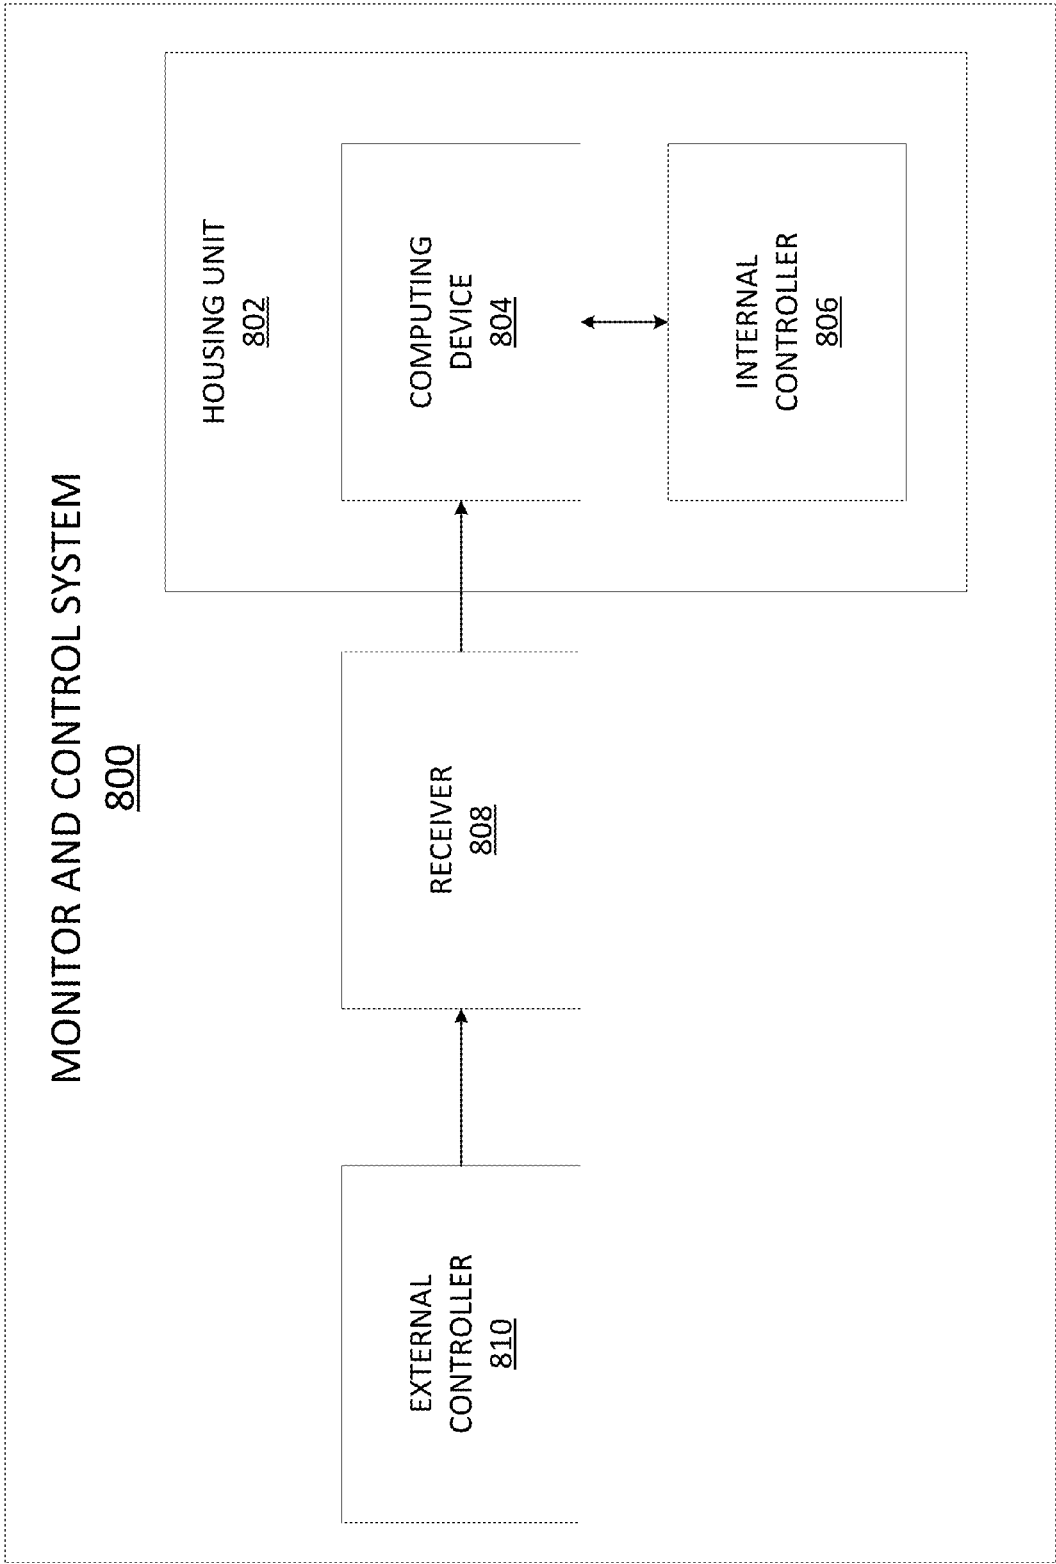 MONITOR AND CONTROL SYSTEM
800
EXTERNAL
CONTROLLER
810
RECEIVER
808
HOUSING UNIT
802
COMPUTING
DEVICE
804
INTERNAL
CONTROLLER
806